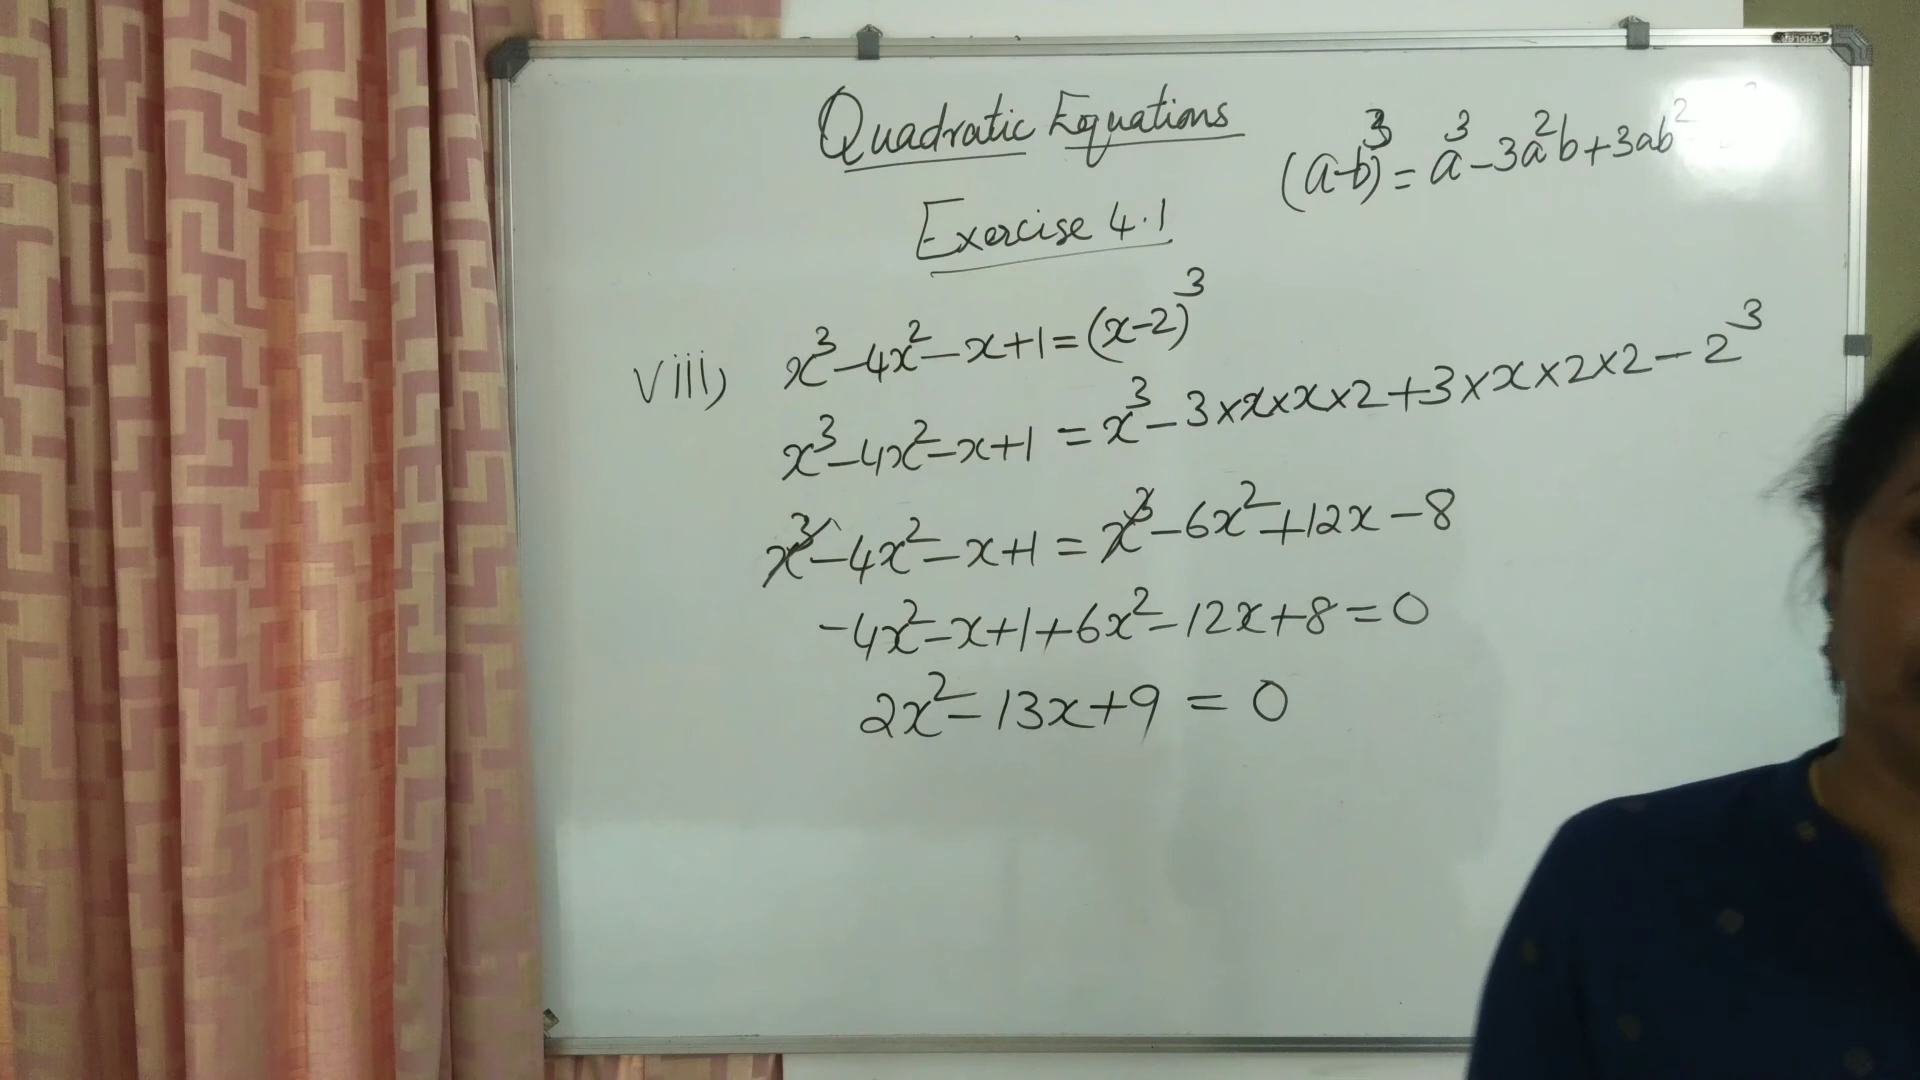 Quadratic Equations
(a-b)³ = a³ - 3a²b + 3ab²
Exercise 4.1
viii) x³ - 4x² - x + 1 = (x-2)³
x³ - 4x² - x + 1 = x³ - 3×x×x×2 + 3×x×2×2 - 2³
x³ - 4x² - x + 1 = x³ - 6x² + 12x - 8
-4x² - x + 1 + 6x² - 12x + 8 = 0
2x² - 13x + 9 = 0